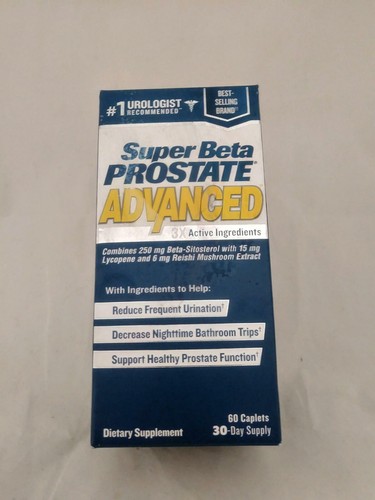 #1 UROLOGIST
RECOMMENDED**
BEST-
SELLING
BRAND††
Super Beta
PROSTATE®
ADVANCED
3X Active Ingredients
Combines 250 mg Beta-Sitosterol with 15 mg
Lycopene and 6 mg Reishi Mushroom Extract
With Ingredients to Help:
Reduce Frequent Urination†
Decrease Nighttime Bathroom Trips†
Support Healthy Prostate Function†
60 Caplets
Dietary Supplement 30-Day Supply